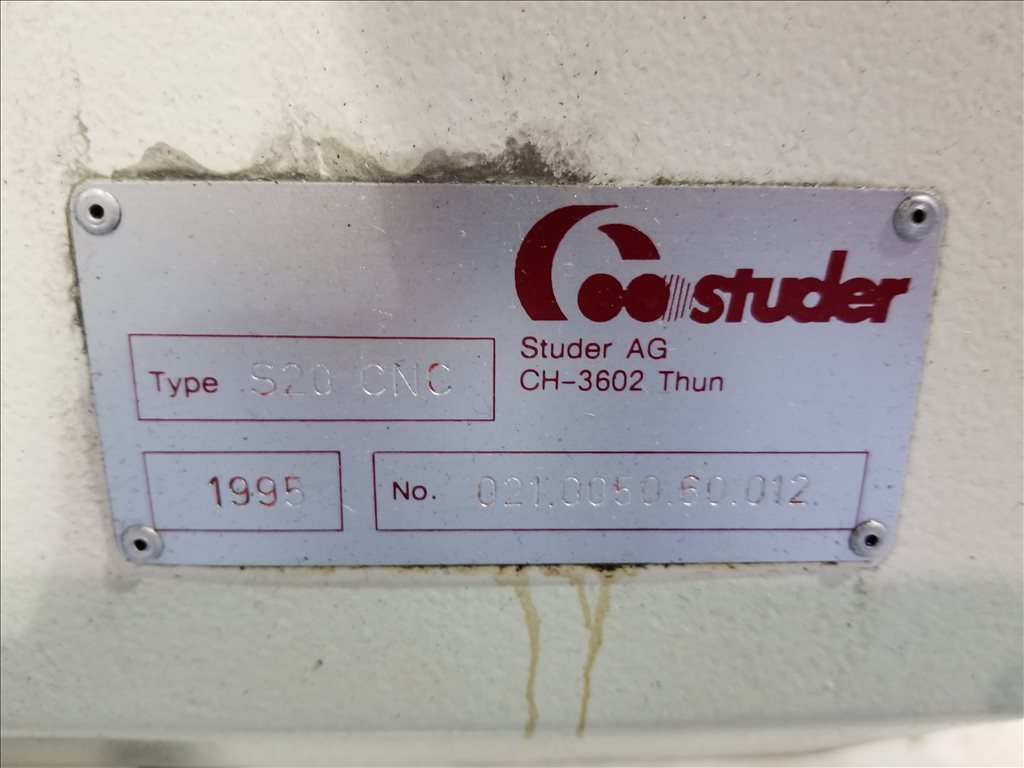 studer
Studer AG
CH-3602 Thun
Type S20 CNC
1995
No. 021.0050.60.012